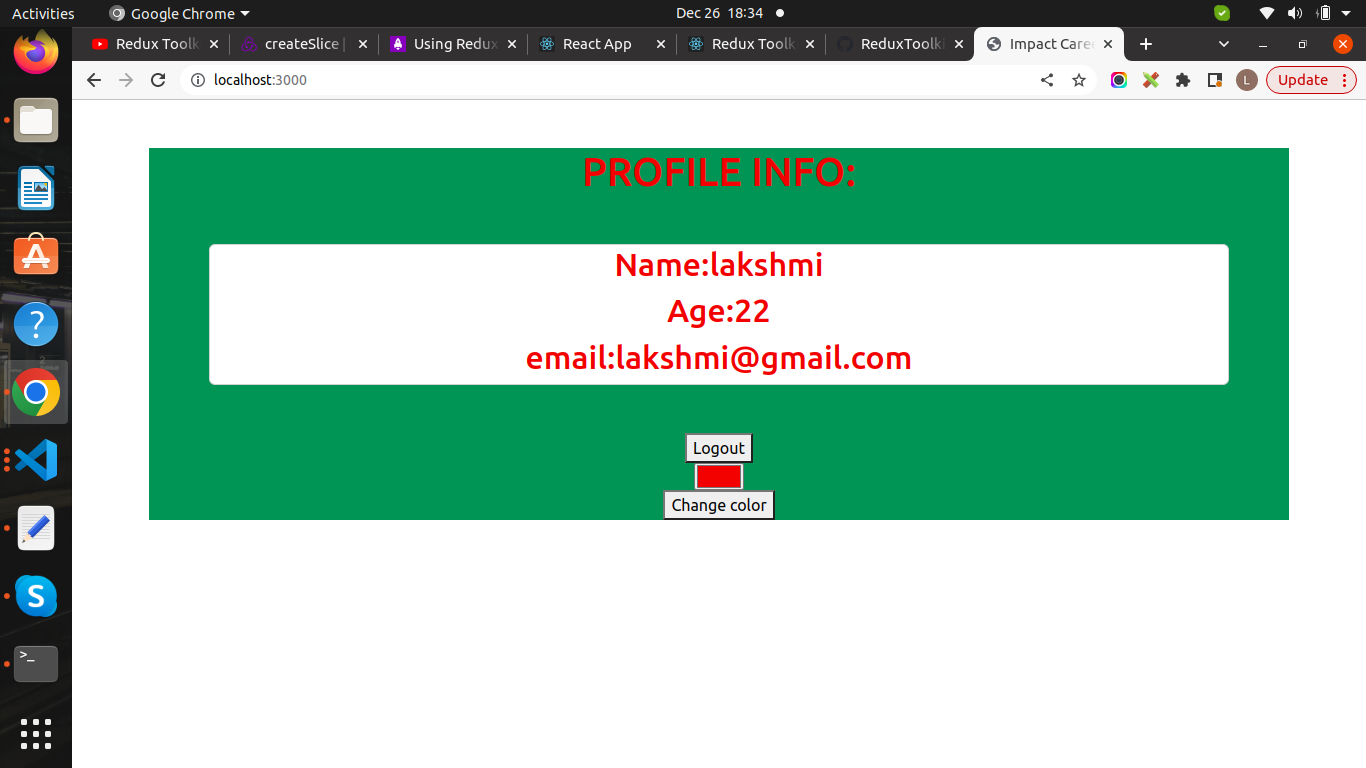 Activities Google Chrome Dec 26 18:34
Redux Toolk createSlice | Using Redux React App Redux Toolk ReduxToolki Impact Caree
localhost:3000 L Update
PROFILE INFO:
Name:lakshmi
Age:22
email:lakshmi@gmail.com
Logout
Change color